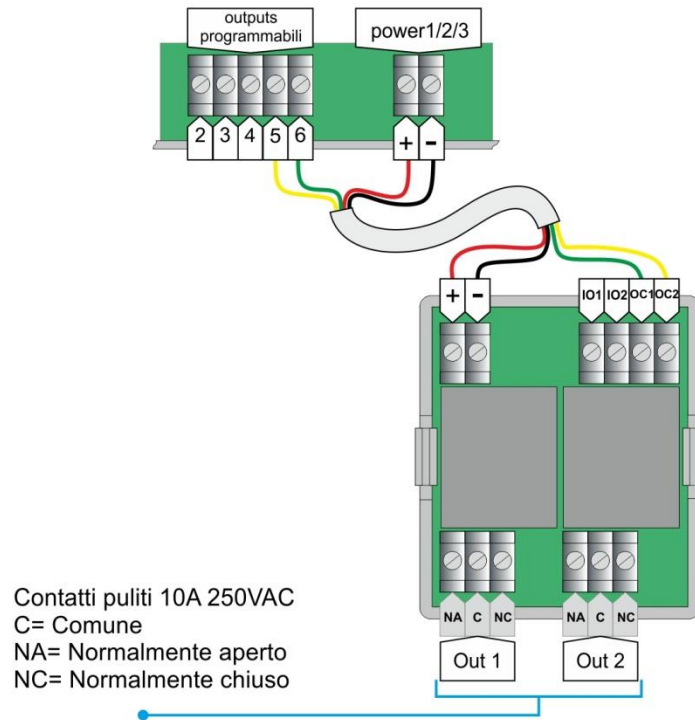 outputs
programmabili
power1/2/3
2 3 4 5 6
+ -
+ -
IO1 IO2 OC1 OC2
NA C NC
NA C NC
Out 1
Out 2
Contatti puliti 10A 250VAC
C= Comune
NA= Normalmente aperto
NC= Normalmente chiuso